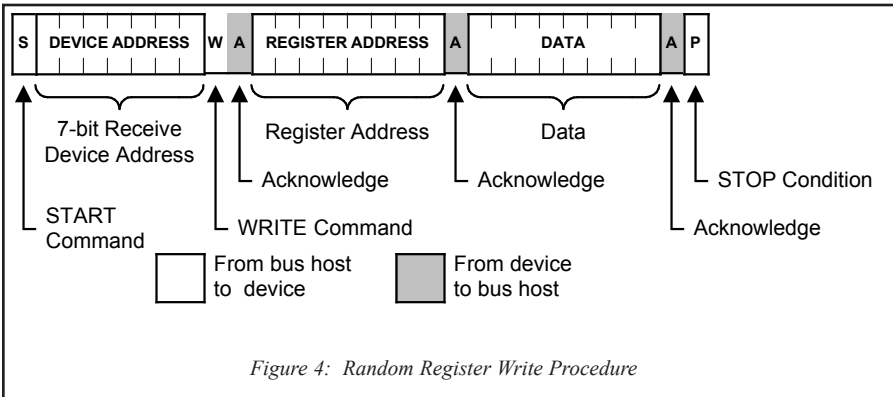 S DEVICE ADDRESS W A REGISTER ADDRESS A DATA A P
7-bit Receive
Device Address
Register Address
Data
Acknowledge
Acknowledge
STOP Condition
START
Command
WRITE Command
Acknowledge
From bus host
to device
From device
to bus host
Figure 4: Random Register Write Procedure